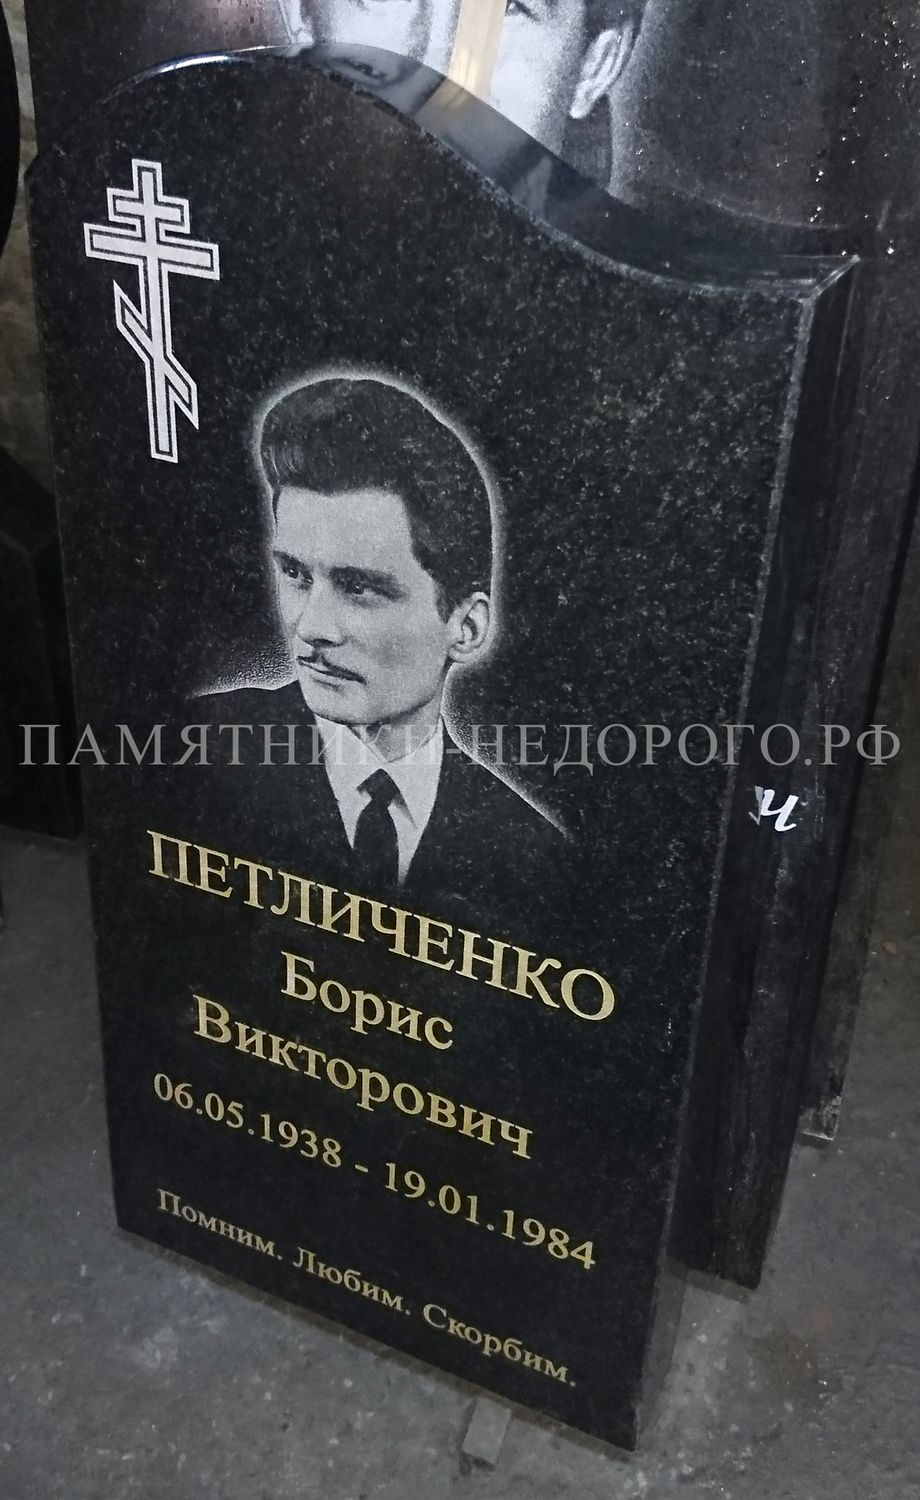 ПАМЯТНИКИ-НЕДОРОГО.РФ
Ч
ПЕТЛИЧЕНКО
Борис
Викторович
06.05.1938 - 19.01.1984
Помним. Любим. Скорбим.